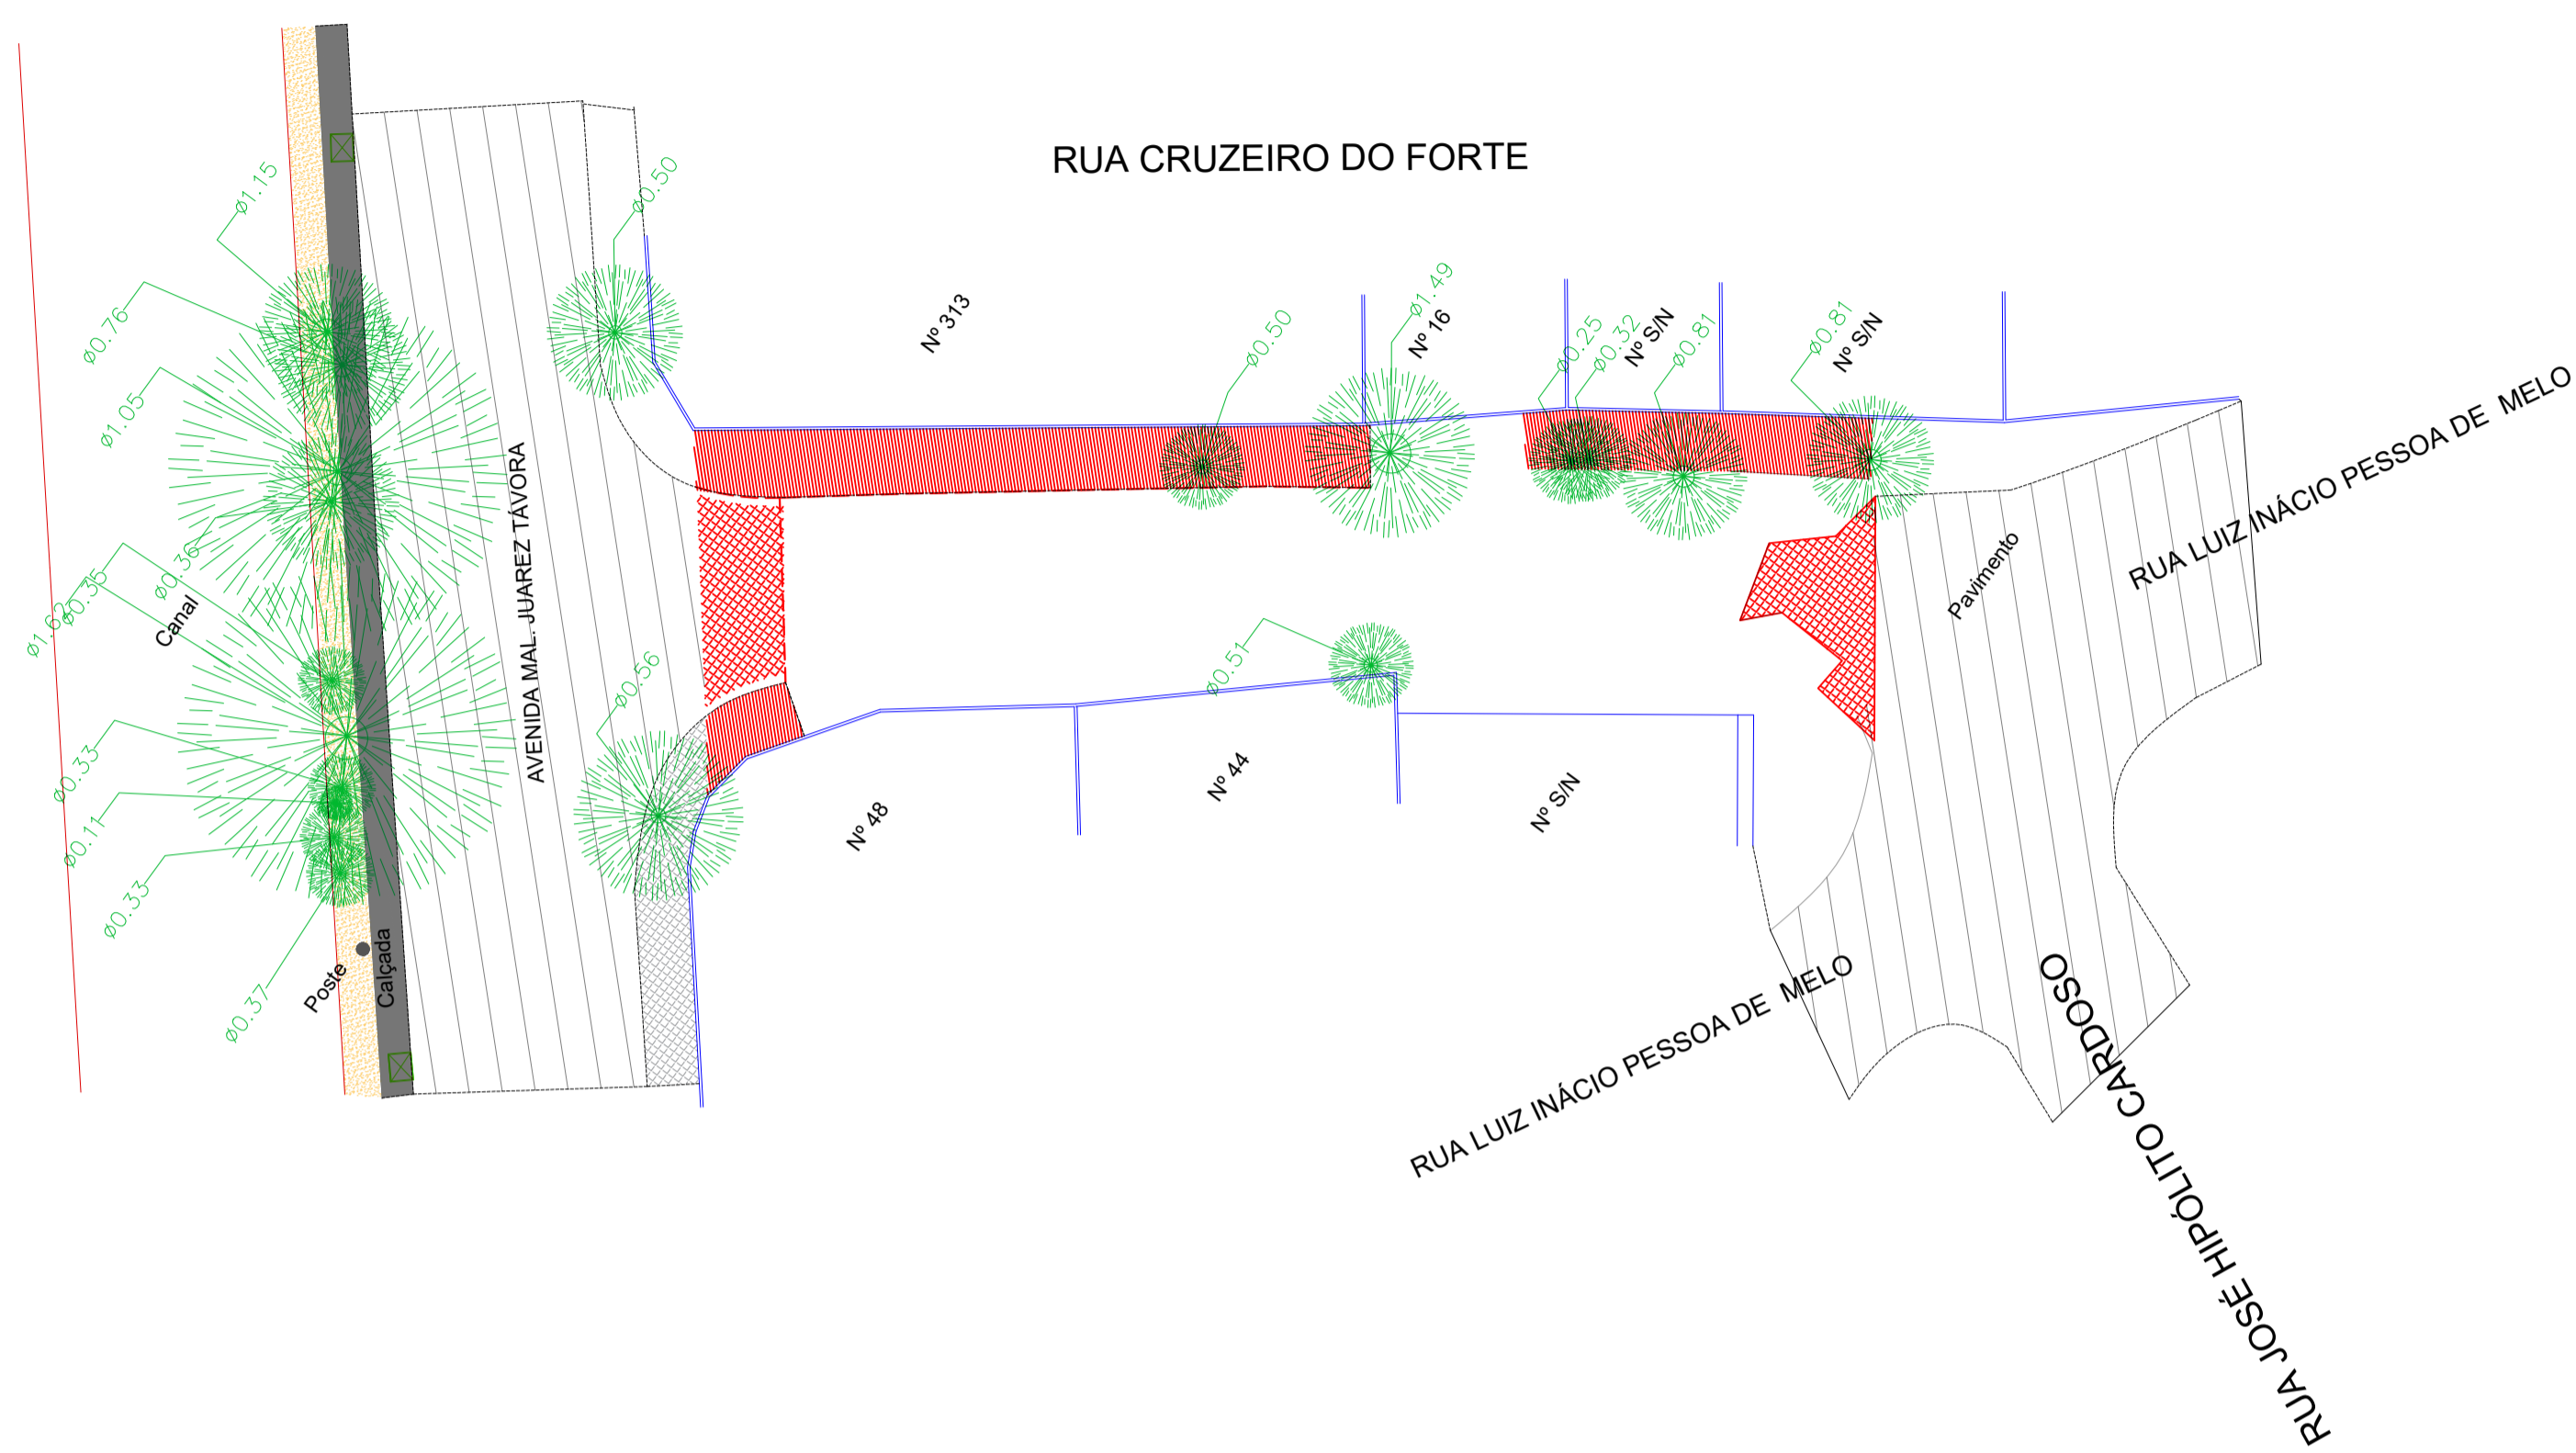 RUA CRUZEIRO DO FORTE
ø1.15
ø0.50
ø0.76
ø1.05
Nº 313
ø0.50
ø1.49
Nº 16
ø0.25
ø0.32
Nº S/N
ø0.81
ø0.81
Nº S/N
RUA LUIZ INÁCIO PESSOA DE MELO
AVENIDA MAL. JUAREZ TÁVORA
Pavimento
ø0.36
ø0.35
ø1.62
Canal
ø0.56
ø0.51
ø0.33
ø0.11
ø0.33
Nº 48
Nº 44
Nº S/N
ø0.37
Poste
Calçada
RUA LUIZ INÁCIO PESSOA DE MELO
RUA JOSÉ HIPÓLITO CARDOSO